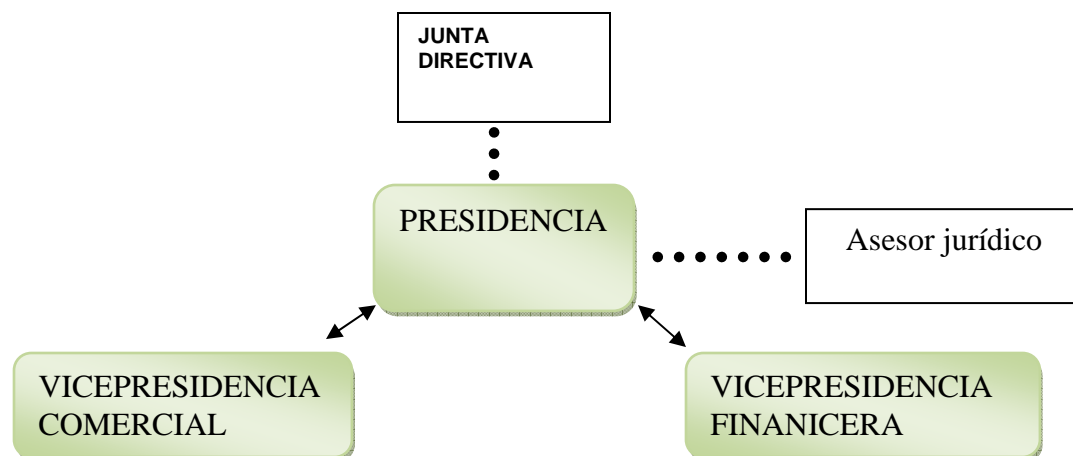 JUNTA
DIRECTIVA
PRESIDENCIA
Asesor jurídico
VICEPRESIDENCIA
COMERCIAL
VICEPRESIDENCIA
FINANICERA